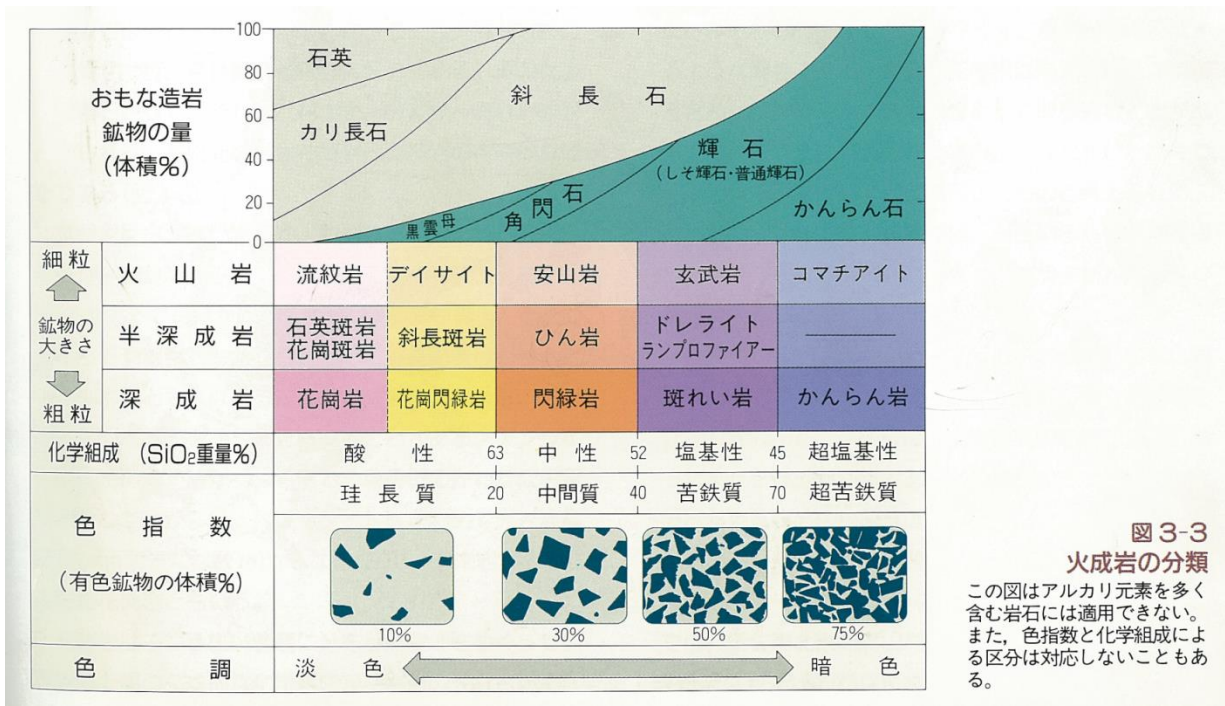 おもな造岩
鉱物の量
(体積%)
100
80
60
40
20
0
石英
カリ長石
斜長石
黒雲母
角閃石
輝石
(しそ輝石・普通輝石)
かんらん石
細粒
鉱物の
大きさ
粗粒
火山岩
流紋岩
デイサイト
安山岩
玄武岩
コマチアイト
半深成岩
石英斑岩
花崗斑岩
斜長斑岩
ひん岩
ドレライト
ランプロファイアー
深成岩
花崗岩
花崗閃緑岩
閃緑岩
斑れい岩
かんらん岩
化学組成 (SiO₂重量%)
酸性 63 中性 52 塩基性 45 超塩基性
色指数
(有色鉱物の体積%)
珪長質 20 中間質 40 苦鉄質 70 超苦鉄質
10% 30% 50% 75%
色調
淡色 暗色
図3-3
火成岩の分類
この図はアルカリ元素を多く
含む岩石には適用できない。
また，色指数と化学組成によ
る区分は対応しないこともあ
る。